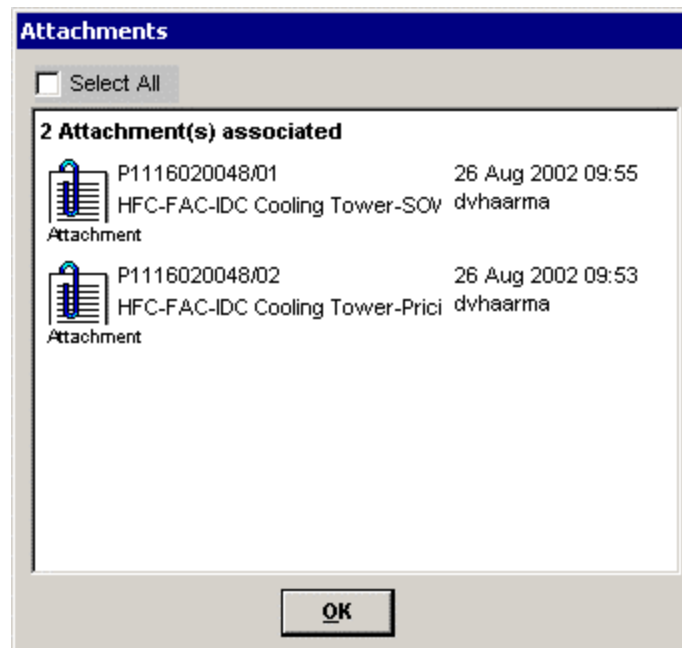 Attachments
Select All
2 Attachment(s) associated
P1116020048/01 26 Aug 2002 09:55
HFC-FAC-IDC Cooling Tower-SOW dvhaarma
Attachment
P1116020048/02 26 Aug 2002 09:53
HFC-FAC-IDC Cooling Tower-Prici dvhaarma
Attachment
OK